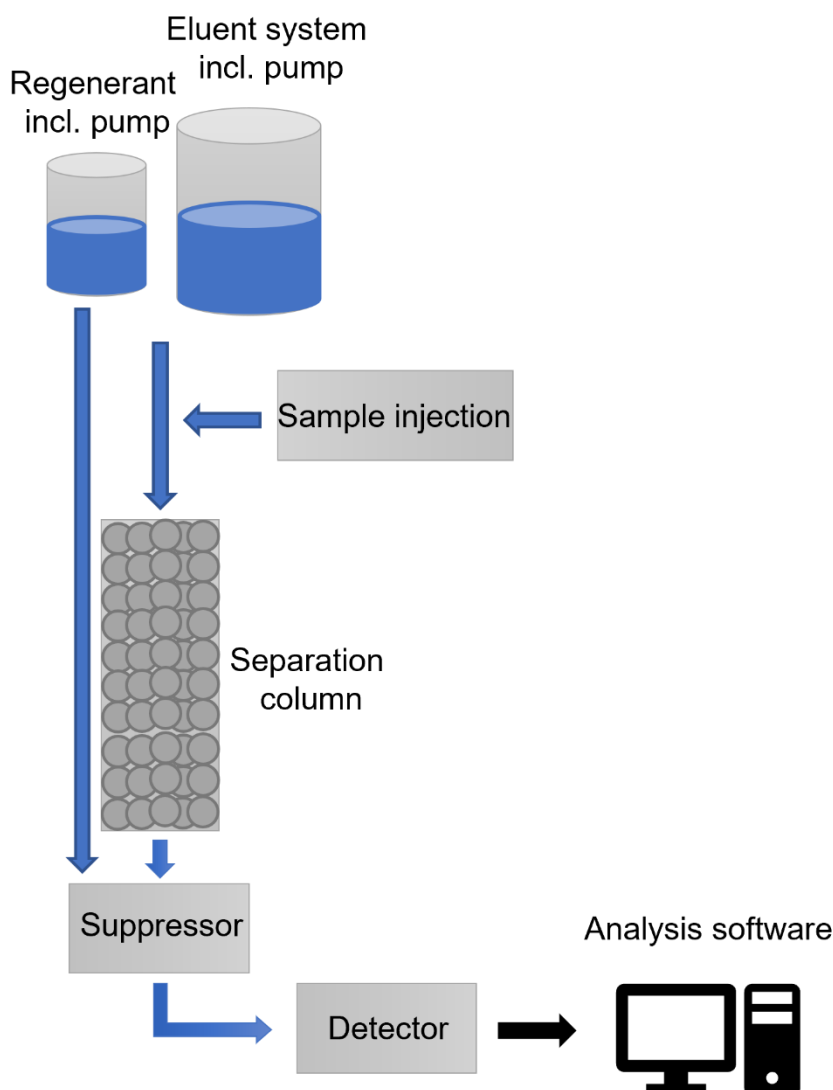 Eluent system
incl. pump
Regenerant
incl. pump
Sample injection
Separation
column
Suppressor
Analysis software
Detector